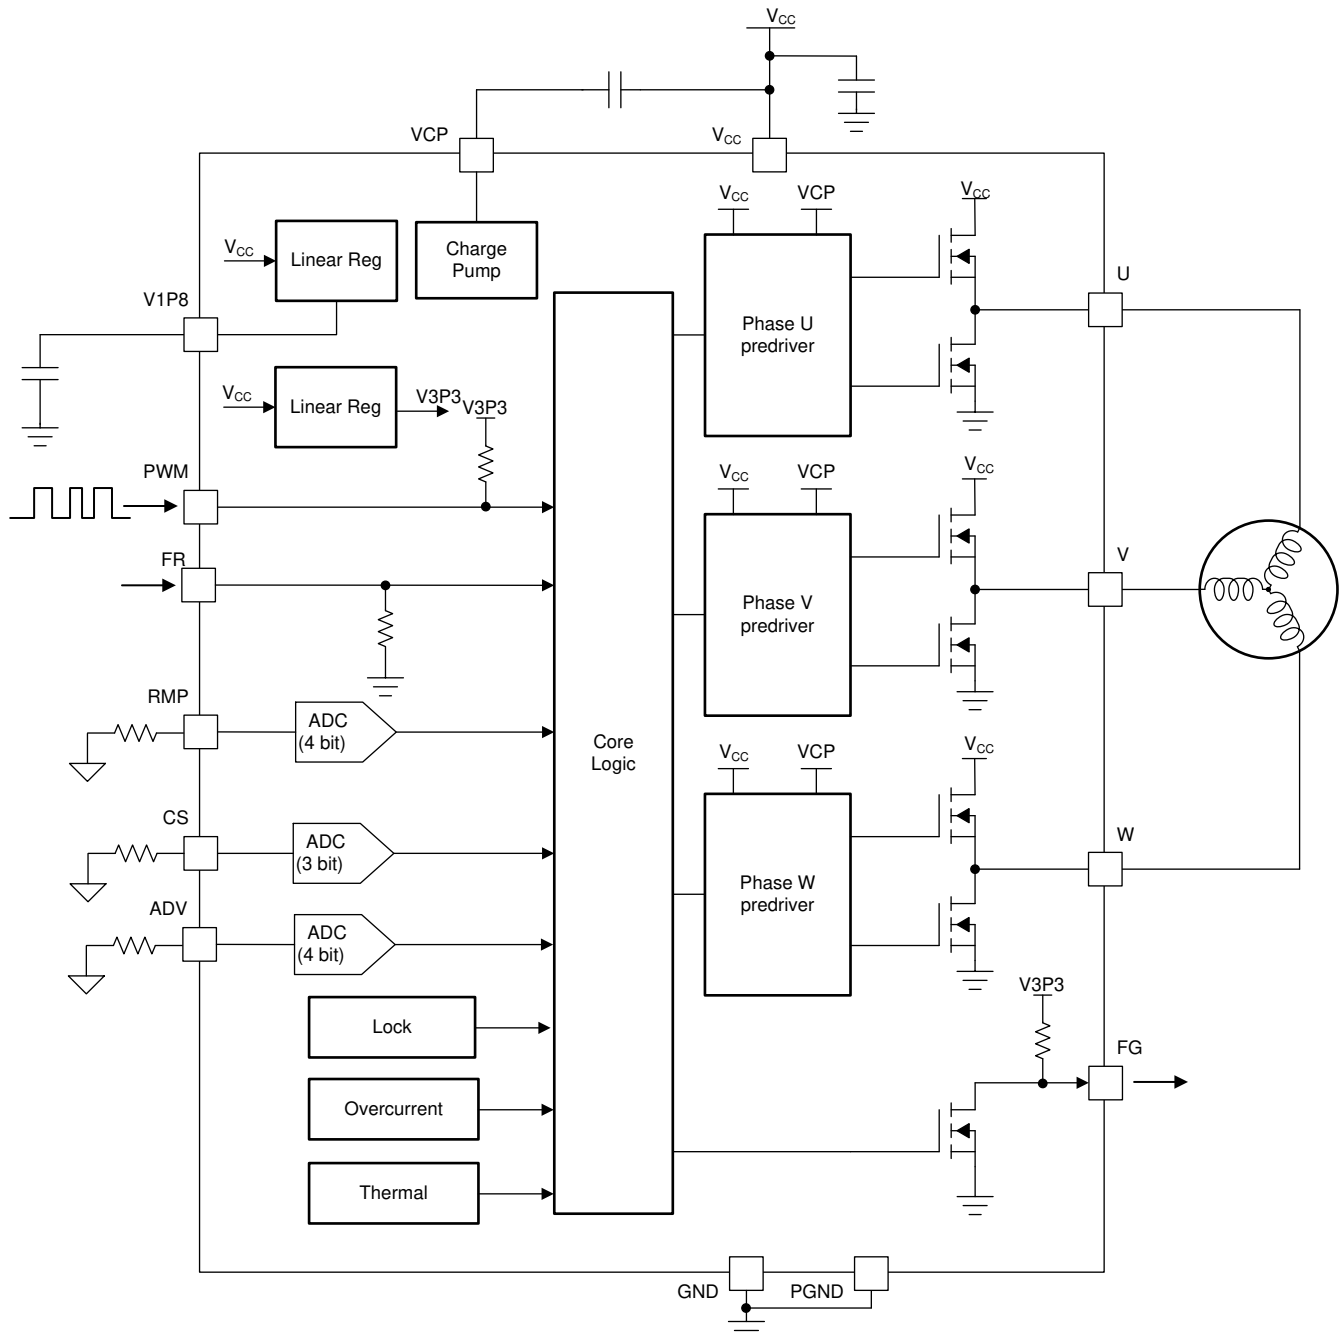 VCC
VCP
VCC
VCC
Linear Reg
Charge
Pump
VCC
VCP
VCC
U
V1P8
Phase U
predriver
VCC
Linear Reg
V3P3
V3P3
PWM
VCC
VCP
VCC
FR
V
Phase V
predriver
RMP
ADC
(4 bit)
Core
Logic
VCC
VCP
VCC
CS
ADC
(3 bit)
W
Phase W
predriver
ADV
ADC
(4 bit)
V3P3
Lock
FG
Overcurrent
Thermal
GND
PGND